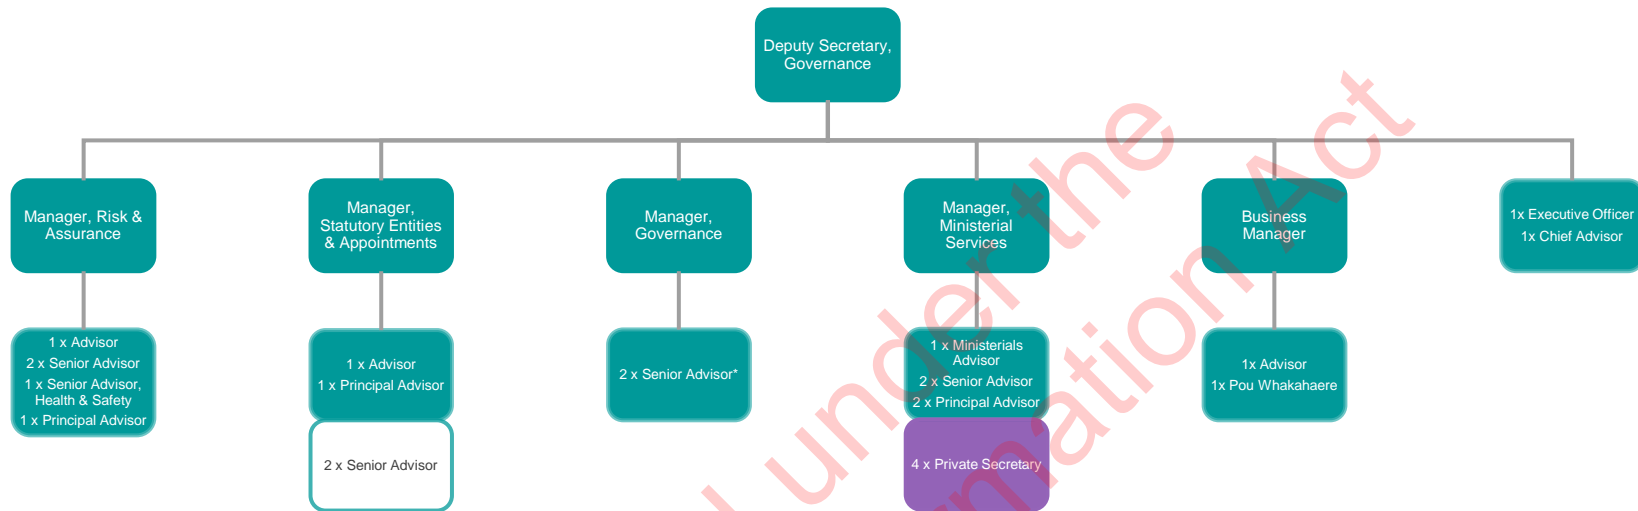 Deputy Secretary,
Governance
Manager, Risk &
Assurance
Manager,
Statutory Entities
& Appointments
Manager,
Governance
Manager,
Ministerial
Services
Business
Manager
1x Executive Officer
1x Chief Advisor
1 x Advisor
2 x Senior Advisor
1 x Senior Advisor,
Health & Safety
1 x Principal Advisor
1 x Advisor
1 x Principal Advisor
2 x Senior Advisor
2 x Senior Advisor*
1 x Ministerials
Advisor
2 x Senior Advisor
2 x Principal Advisor
4 x Private Secretary
1x Advisor
1x Pou Whakahaere
under the
Act